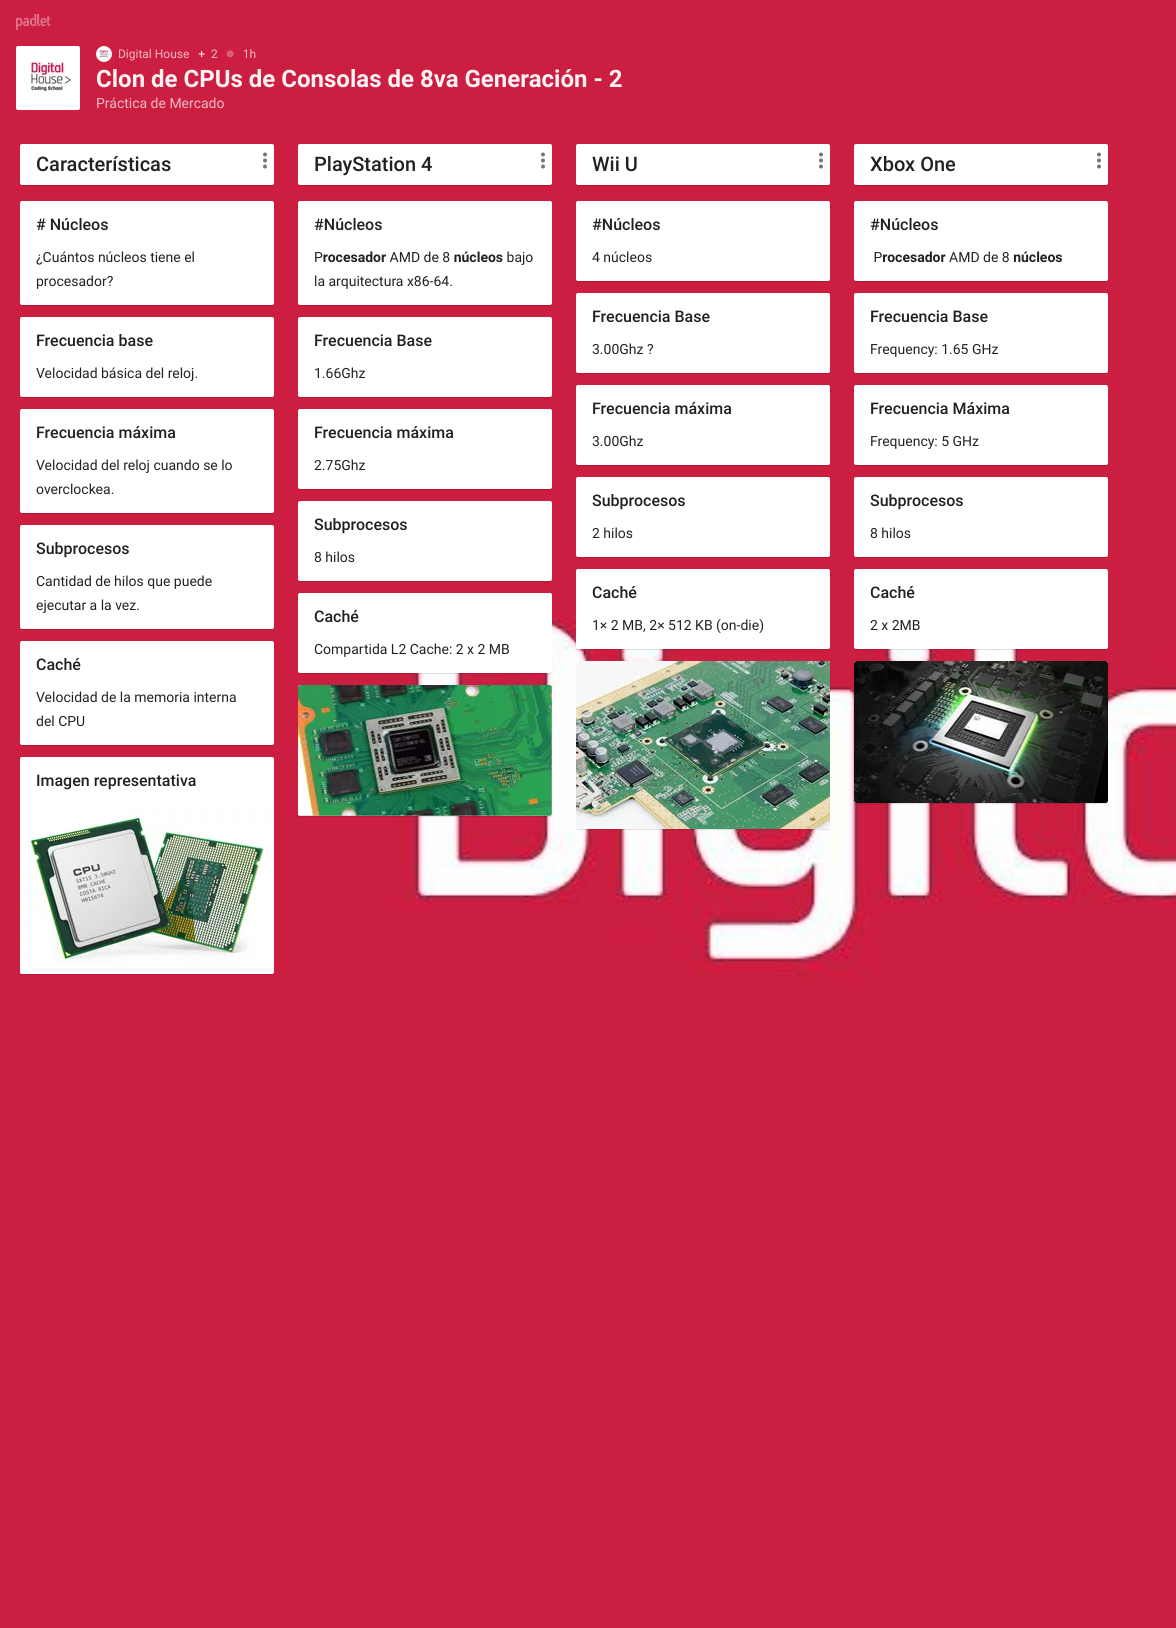 padlet
Digital
House>
Coding School
Digital House + 2 1h
Clon de CPUs de Consolas de 8va Generación - 2
Práctica de Mercado
Características
# Núcleos
¿Cuántos núcleos tiene el
procesador?
Frecuencia base
Velocidad básica del reloj.
Frecuencia máxima
Velocidad del reloj cuando se lo
overclockea.
Subprocesos
Cantidad de hilos que puede
ejecutar a la vez.
Caché
Velocidad de la memoria interna
del CPU
Imagen representativa
CPU
8MB CACHE
COSTA RICA
PlayStation 4
#Núcleos
Procesador AMD de 8 núcleos bajo
la arquitectura x86-64.
Frecuencia Base
1.66Ghz
Frecuencia máxima
2.75Ghz
Subprocesos
8 hilos
Caché
Compartida L2 Cache: 2 x 2 MB
Wii U
#Núcleos
4 núcleos
Frecuencia Base
3.00Ghz ?
Frecuencia máxima
3.00Ghz
Subprocesos
2 hilos
Caché
1× 2 MB, 2× 512 KB (on-die)
Xbox One
#Núcleos
Procesador AMD de 8 núcleos
Frecuencia Base
Frequency: 1.65 GHz
Frecuencia Máxima
Frequency: 5 GHz
Subprocesos
8 hilos
Caché
2 x 2MB